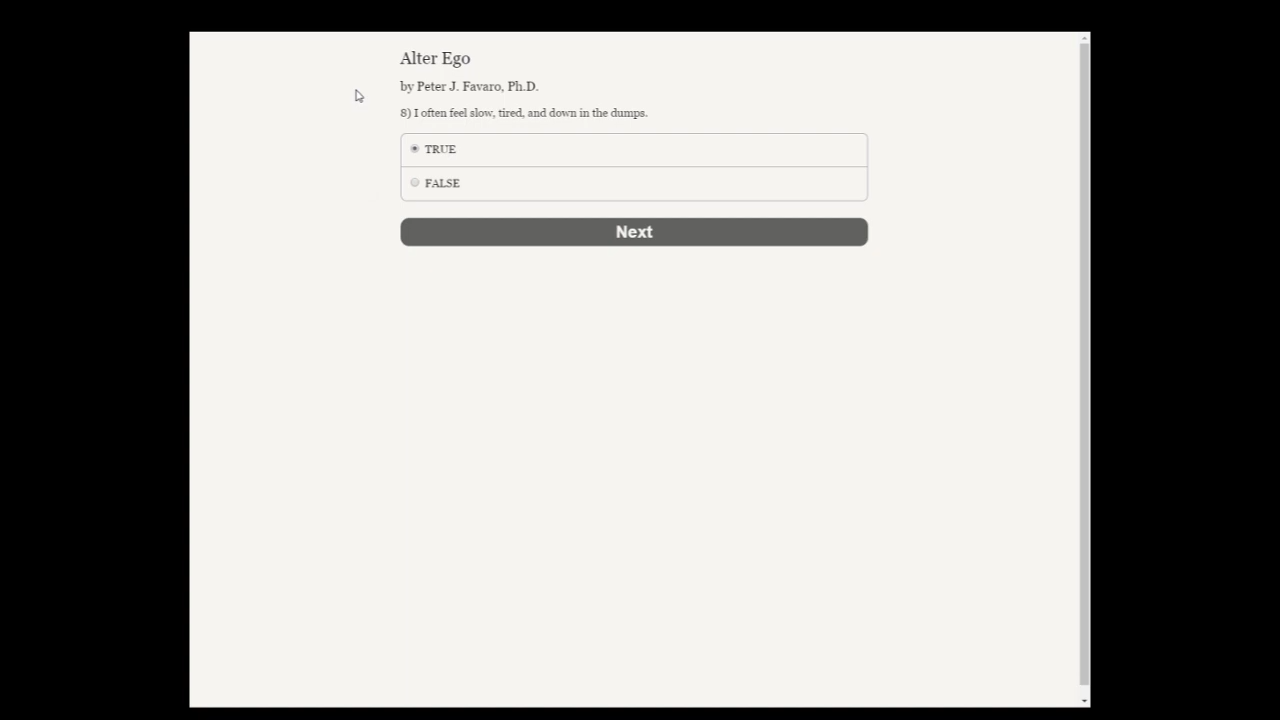 Alter Ego
by Peter J. Favaro, Ph.D.
8) I often feel slow, tired, and down in the dumps.
TRUE
FALSE
Next